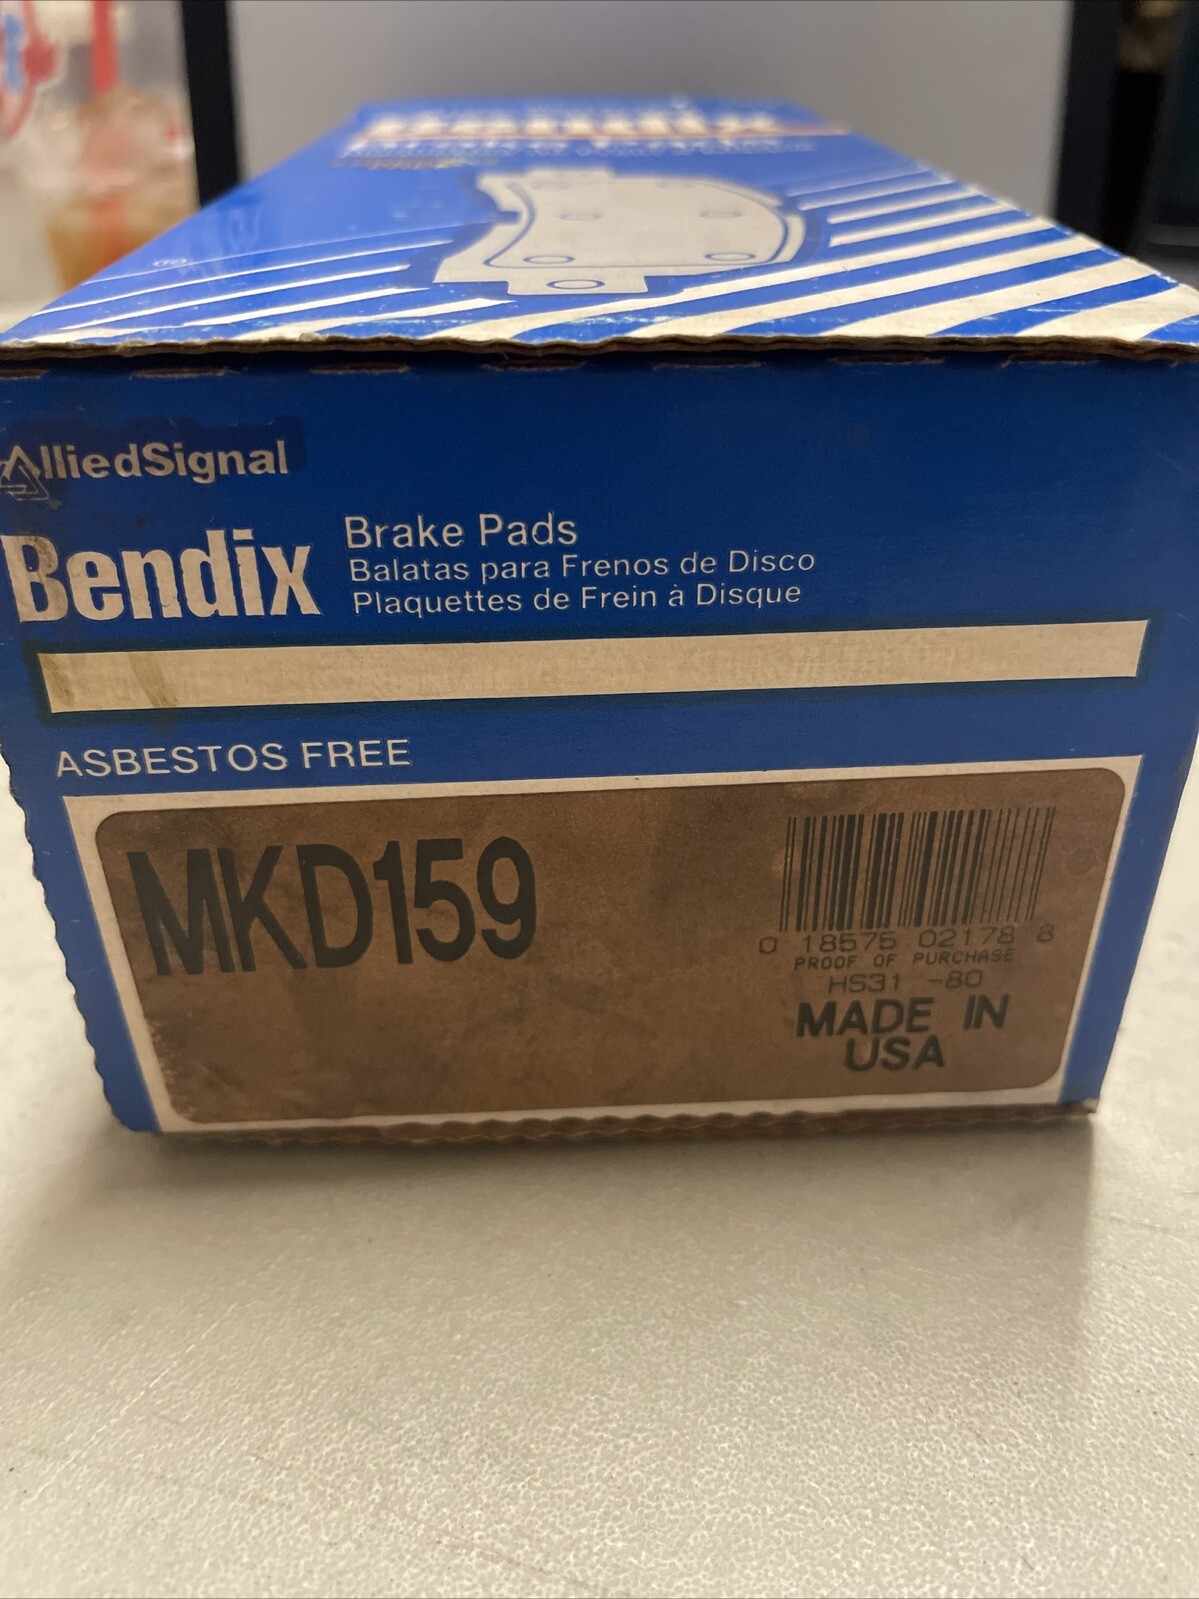 Bendix
AlliedSignal
Bendix
Brake Pads
Balatas para Frenos de Disco
Plaquettes de Frein à Disque
ASBESTOS FREE
MKD159
0 18575 02178 8
PROOF OF PURCHASE
HS31 -80
MADE IN
USA